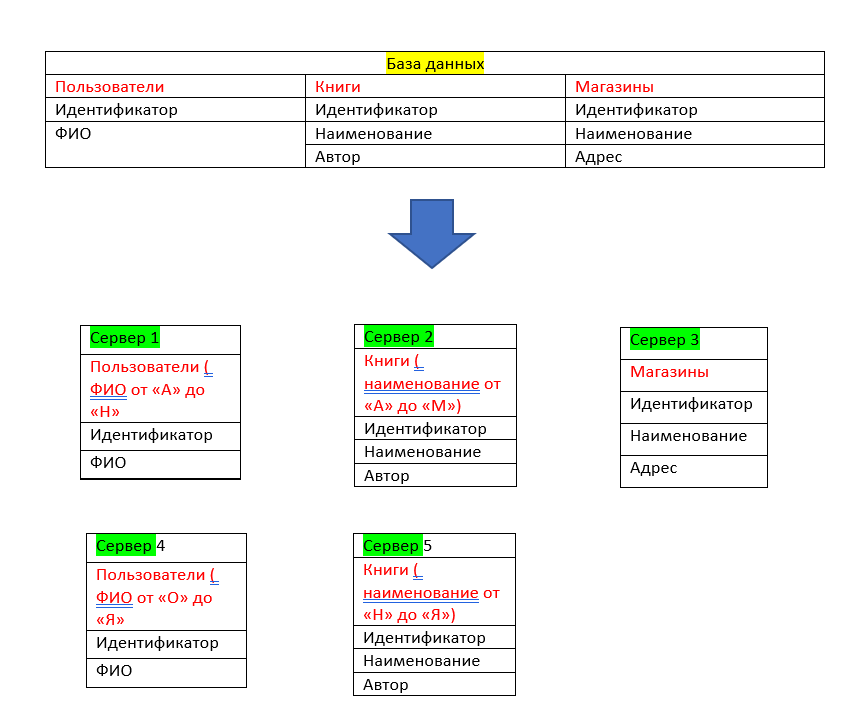 База данных
Пользователи Книги Магазины
Идентификатор Идентификатор Идентификатор
ФИО Наименование Наименование
Автор Адрес
Сервер 1
Пользователи (
ФИО от «А» до
«Н»
Идентификатор
ФИО
Сервер 2
Книги (
наименование от
«А» до «М»)
Идентификатор
Наименование
Автор
Сервер 3
Магазины
Идентификатор
Наименование
Адрес
Сервер 4
Пользователи (
ФИО от «О» до
«Я»
Идентификатор
ФИО
Сервер 5
Книги (
наименование от
«Н» до «Я»)
Идентификатор
Наименование
Автор